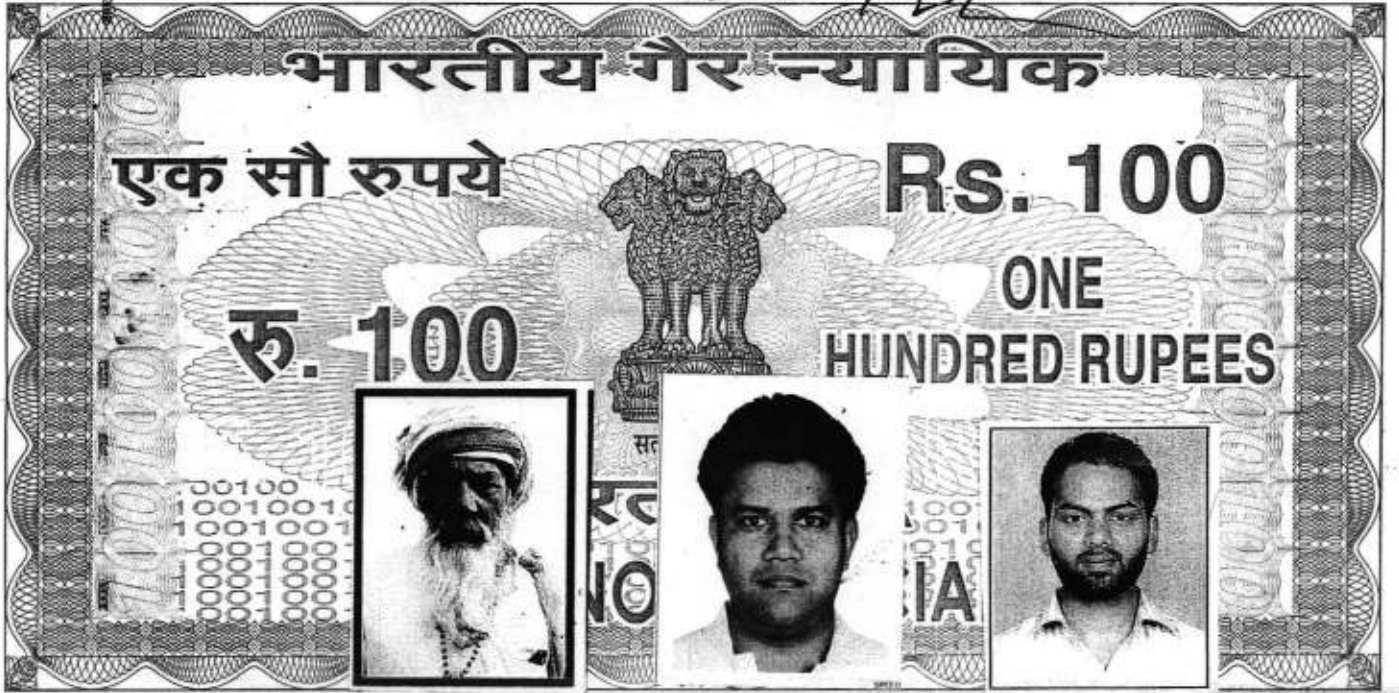 भारतीय गैर न्यायिक
एक सौ रुपये
Rs. 100
रु. 100
ONE
HUNDRED RUPEES